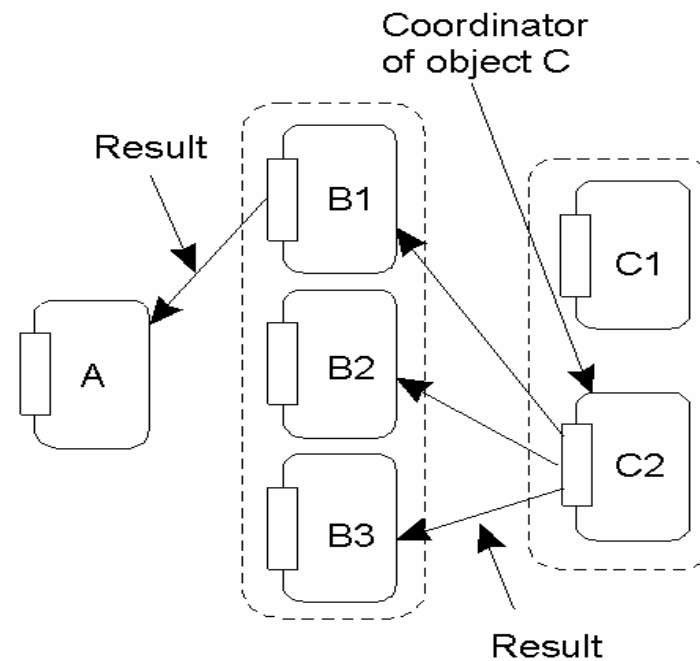 Coordinator
of object C
Result
B1
C1
B2
A
C2
B3
Result